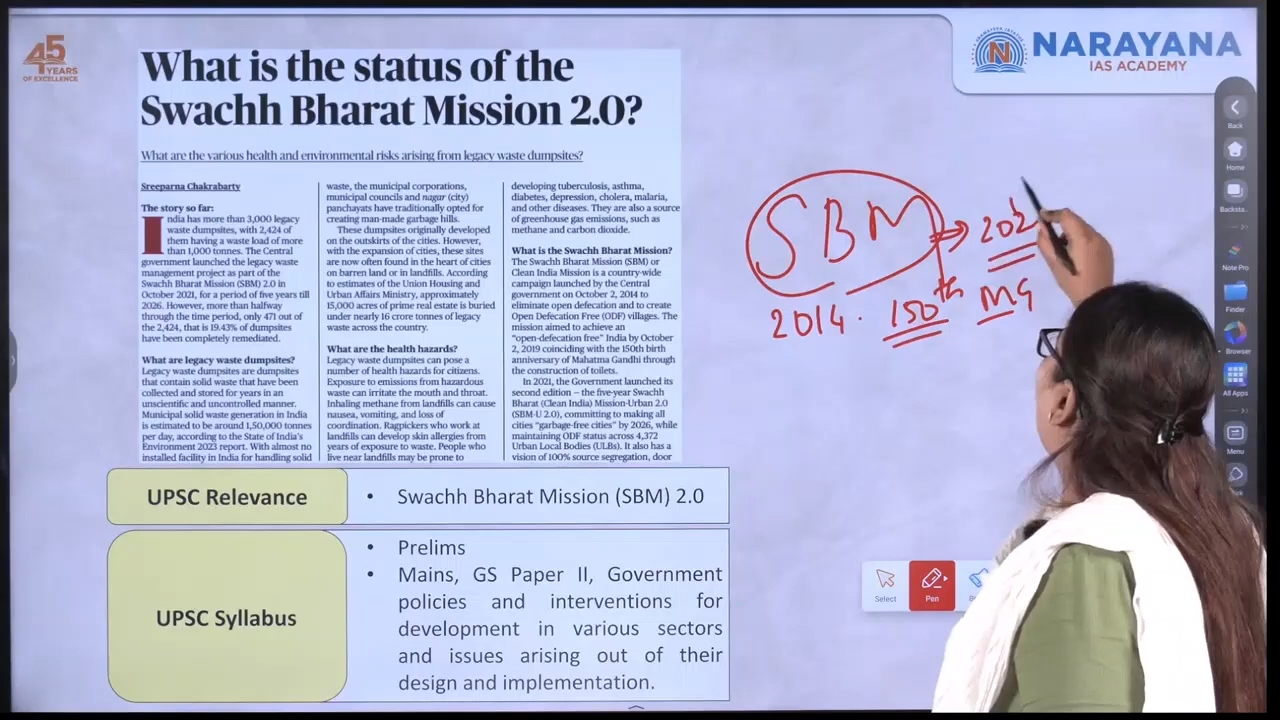 45
YEARS
OF EXCELLENCE
NARAYANA
IAS ACADEMY
What is the status of the
Swachh Bharat Mission 2.0?
What are the various health and environmental risks arising from legacy waste dumpsites?
Sreeparna Chakrabarty
The story so far:
India has more than 3,000 legacy
waste dumpsites, with 2,424 of
them having a waste load of more
than 1,000 tonnes. The Central
government launched the legacy waste
management project as part of the
Swachh Bharat Mission (SBM) 2.0 in
October 2021, for a period of five years till
2026. However, more than halfway
through the time period, only 471 out of
the 2,424, that is 19.43% of dumpsites
have been completely remediated.
What are legacy waste dumpsites?
Legacy waste dumpsites are dumpsites
that contain solid waste that have been
collected and stored for years in an
unscientific and uncontrolled manner.
Municipal solid waste generation in India
is estimated to be around 1,50,000 tonnes
per day, according to the State of India's
Environment 2023 report. With almost no
installed facility in India for handling solid
waste, the municipal corporations,
municipal councils and nagar (city)
panchayats have traditionally opted for
creating man-made garbage hills.
These dumpsites originally developed
on the outskirts of the cities. However,
with the expansion of cities, these sites
are now often found in the heart of cities
on barren land or in landfills. According
to estimates of the Union Housing and
Urban Affairs Ministry, approximately
15,000 acres of prime real estate is buried
under nearly 16 crore tonnes of legacy
waste across the country.
What are the health hazards?
Legacy waste dumpsites can pose a
number of health hazards for citizens.
Exposure to emissions from hazardous
waste can irritate the mouth and throat.
Inhaling methane from landfills can cause
nausea, vomiting, and loss of
coordination. Ragpickers who work at
landfills can develop skin allergies from
years of exposure to waste. People who
live near landfills may be prone to
developing tuberculosis, asthma,
diabetes, depression, cholera, malaria,
and other diseases. They are also a source
of greenhouse gas emissions, such as
methane and carbon dioxide.
What is the Swachh Bharat Mission?
The Swachh Bharat Mission (SBM) or
Clean India Mission is a country-wide
campaign launched by the Central
government on October 2, 2014 to
eliminate open defecation and to create
Open Defecation Free (ODF) villages. The
mission aimed to achieve an
"open-defecation free" India by October
2, 2019 coinciding with the 150th birth
anniversary of Mahatma Gandhi through
the construction of toilets.
In 2021, the Government launched its
second edition – the five-year Swachh
Bharat (Clean India) Mission-Urban 2.0
(SBM-U 2.0), committing to making all
cities "garbage-free cities" by 2026, while
maintaining ODF status across 4,372
Urban Local Bodies (ULBs). It also has a
vision of 100% source segregation, door
SBM → 202
2014. 150th MG
UPSC Relevance
• Swachh Bharat Mission (SBM) 2.0
UPSC Syllabus
• Prelims
• Mains, GS Paper II, Government
policies and interventions for
development in various sectors
and issues arising out of their
design and implementation.
Select
Pen
Back
Home
Backsta..
Note Pro
Finder
Browser
All Apps
Menu